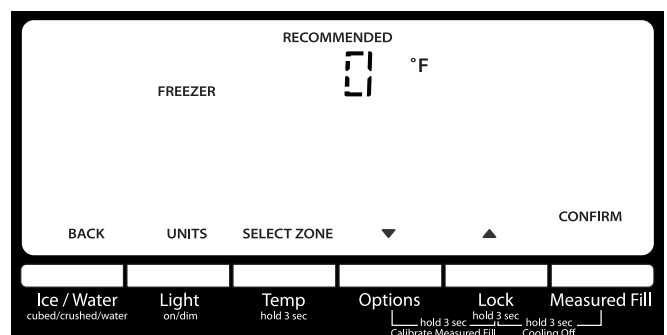 RECOMMENDED
0 °F
FREEZER
CONFIRM
BACK UNITS SELECT ZONE ▼ ▲
Ice / Water Light Temp Options Lock Measured Fill
cubed/crushed/water on/dim hold 3 sec hold 3 sec
hold 3 sec hold 3 sec
Calibrate Measured Fill Cooling Off